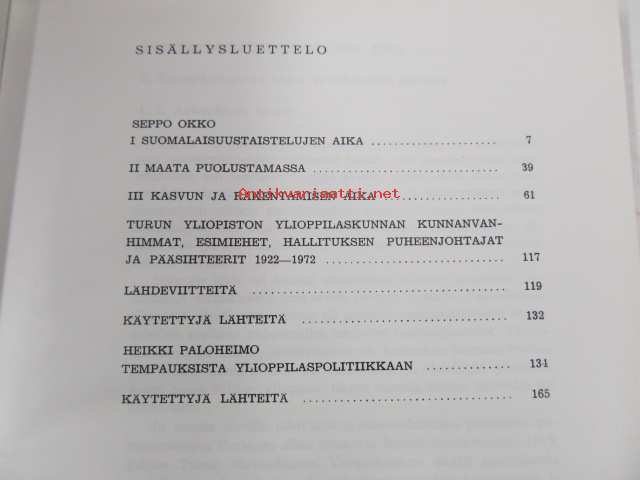 SISÄLLYSLUETTELO
SEPPO OKKO
I SUOMALAISUUSTAISTELUJEN AIKA ...................... 7
II MAATA PUOLUSTAMASSA ................................ 39
III KASVUN JA RAKENTAMISEN AIKA .................... 61
Antikvariaatti.net
TURUN YLIOPISTON YLIOPPILASKUNNAN KUNNANVAN-
HIMMAT, ESIMIEHET, HALLITUKSEN PUHEENJOHTAJAT
JA PÄÄSIHTEERIT 1922—1972 ................................ 117
LÄHDEVIITTEITÄ ............................................. 119
KÄYTETTYJÄ LÄHTEITÄ .................................... 132
HEIKKI PALOHEIMO
TEMPAUKSISTA YLIOPPILASPOLITIIKKAAN ............... 134
KÄYTETTYJÄ LÄHTEITÄ .................................... 165